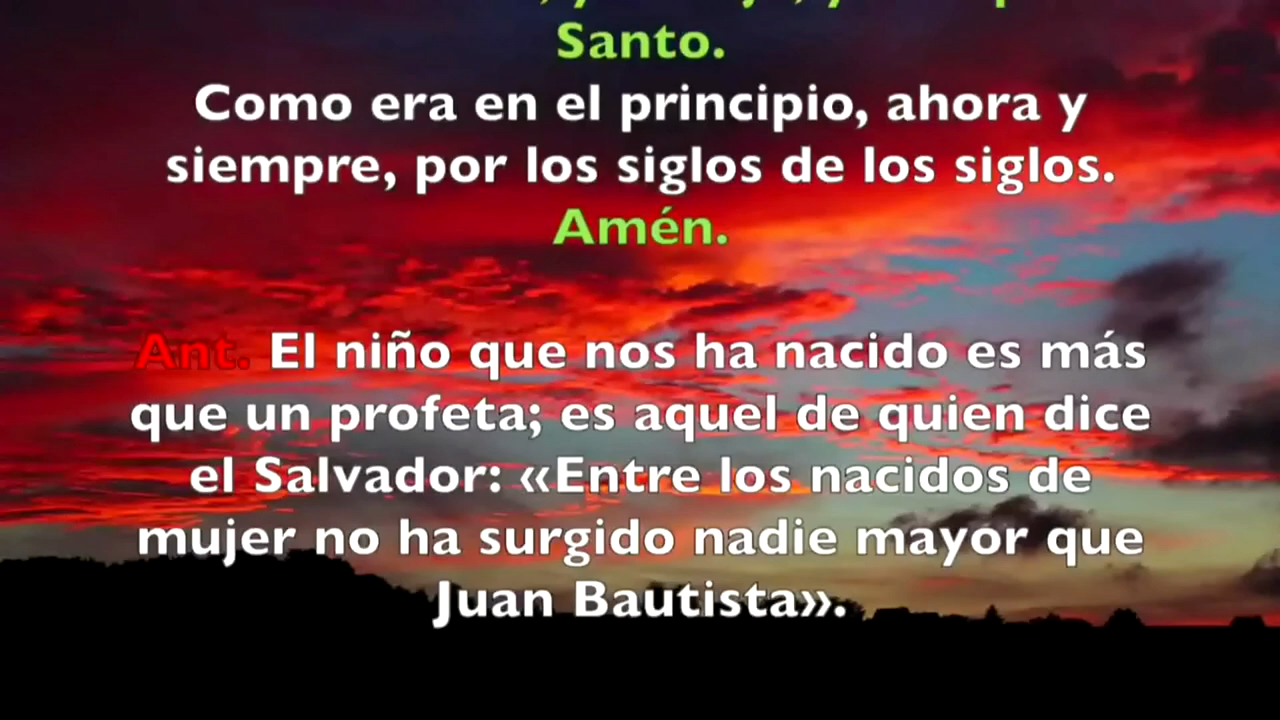 Santo.
Como era en el principio, ahora y
siempre, por los siglos de los siglos.
Amén.
Ant. El niño que nos ha nacido es más
que un profeta; es aquel de quien dice
el Salvador: «Entre los nacidos de
mujer no ha surgido nadie mayor que
Juan Bautista».